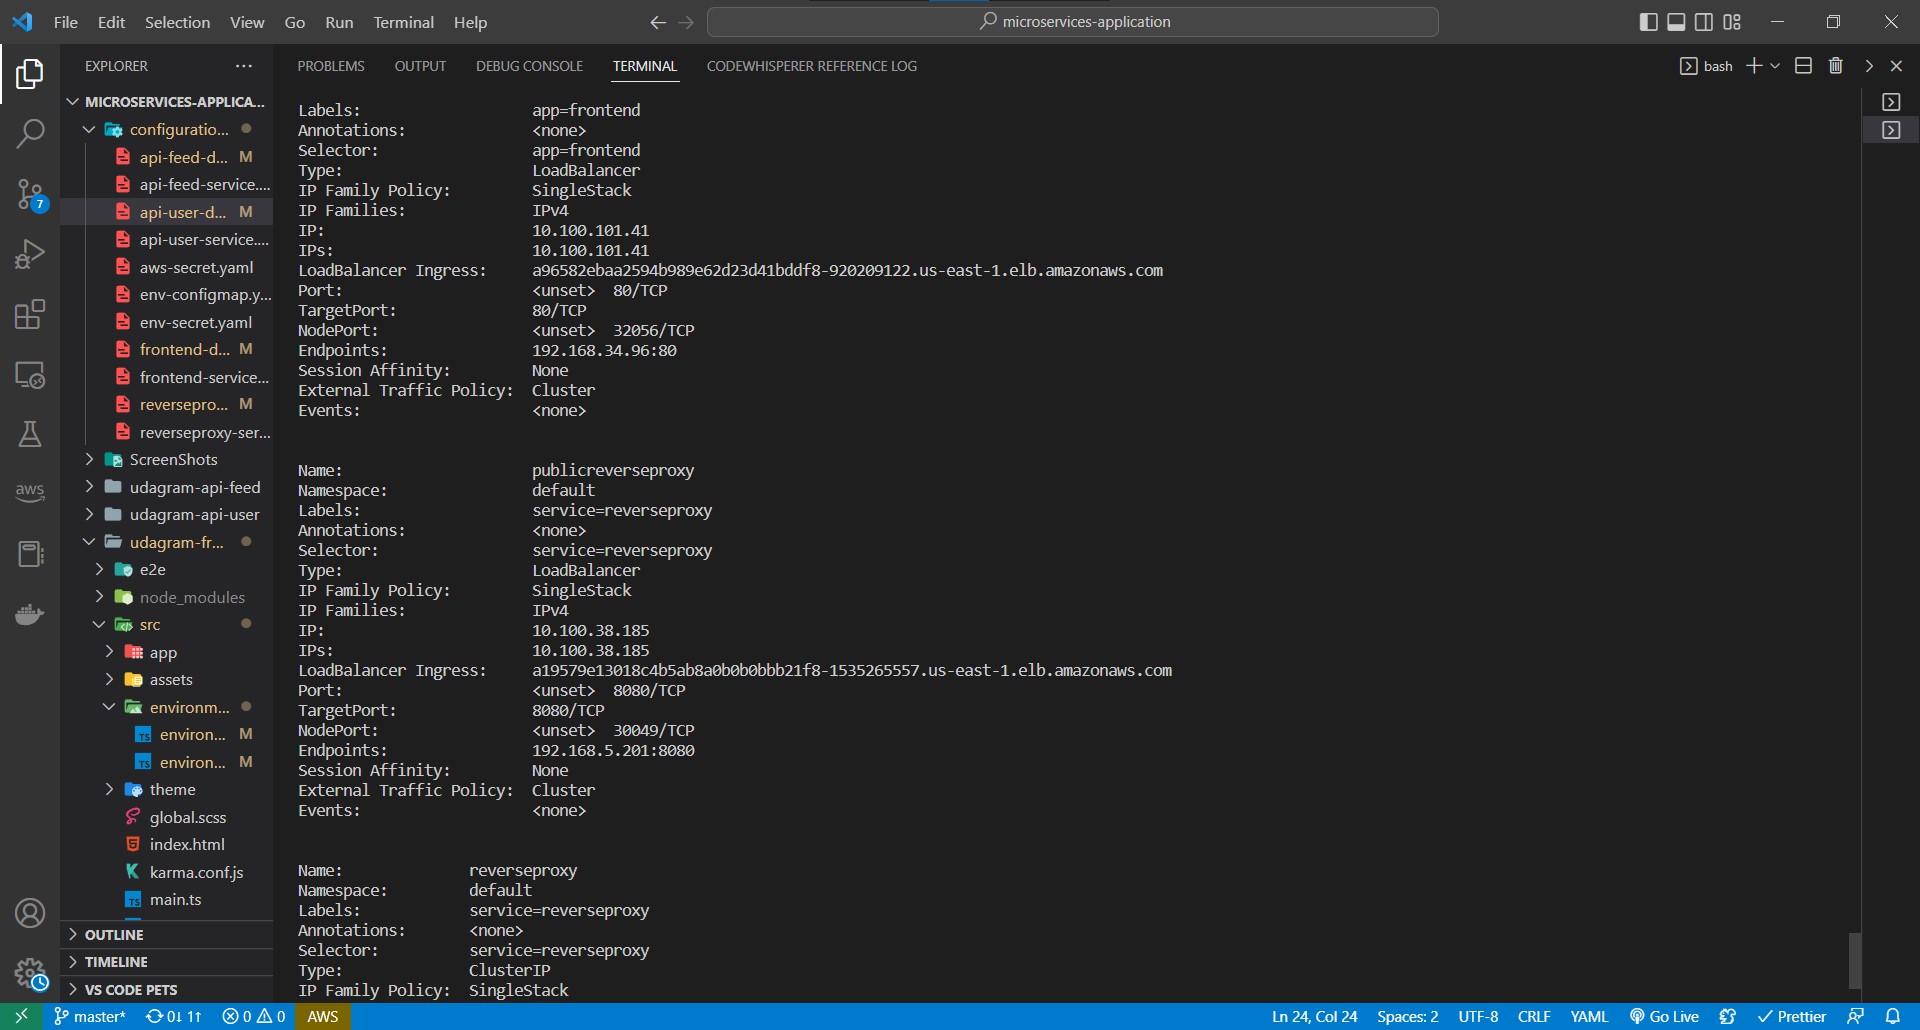 File Edit Selection View Go Run Terminal Help
microservices-application
EXPLORER
PROBLEMS OUTPUT DEBUG CONSOLE TERMINAL CODEWHISPERER REFERENCE LOG
bash
MICROSERVICES-APPLICA...
configuratio...
api-feed-d... M
api-feed-service....
api-user-d... M
api-user-service....
aws-secret.yaml
env-configmap.y...
env-secret.yaml
frontend-d... M
frontend-service...
reversepro... M
reverseproxy-ser...
ScreenShots
udagram-api-feed
udagram-api-user
udagram-fr...
e2e
node_modules
src
app
assets
environm...
TS environ... M
TS environ... M
theme
global.scss
index.html
karma.conf.js
TS main.ts
OUTLINE
TIMELINE
VS CODE PETS
7
aws
Labels: app=frontend
Annotations: <none>
Selector: app=frontend
Type: LoadBalancer
IP Family Policy: SingleStack
IP Families: IPv4
IP: 10.100.101.41
IPs: 10.100.101.41
LoadBalancer Ingress: a96582ebaa2594b989e62d23d41bddf8-920209122.us-east-1.elb.amazonaws.com
Port: <unset> 80/TCP
TargetPort: 80/TCP
NodePort: <unset> 32056/TCP
Endpoints: 192.168.34.96:80
Session Affinity: None
External Traffic Policy: Cluster
Events: <none>
Name: publicreverseproxy
Namespace: default
Labels: service=reverseproxy
Annotations: <none>
Selector: service=reverseproxy
Type: LoadBalancer
IP Family Policy: SingleStack
IP Families: IPv4
IP: 10.100.38.185
IPs: 10.100.38.185
LoadBalancer Ingress: a19579e13018c4b5ab8a0b0b0bbb21f8-1535265557.us-east-1.elb.amazonaws.com
Port: <unset> 8080/TCP
TargetPort: 8080/TCP
NodePort: <unset> 30049/TCP
Endpoints: 192.168.5.201:8080
Session Affinity: None
External Traffic Policy: Cluster
Events: <none>
Name: reverseproxy
Namespace: default
Labels: service=reverseproxy
Annotations: <none>
Selector: service=reverseproxy
Type: ClusterIP
IP Family Policy: SingleStack
master* 0↓ 1↑ 0 0 AWS Ln 24, Col 24 Spaces: 2 UTF-8 CRLF YAML Go Live Prettier